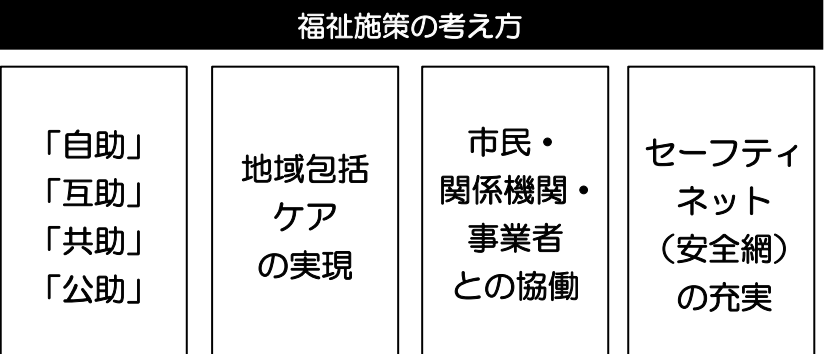 福祉施策の考え方
「自助」
「互助」
「共助」
「公助」
地域包括
ケア
の実現
市民・
関係機関・
事業者
との協働
セーフティ
ネット
（安全網）
の充実